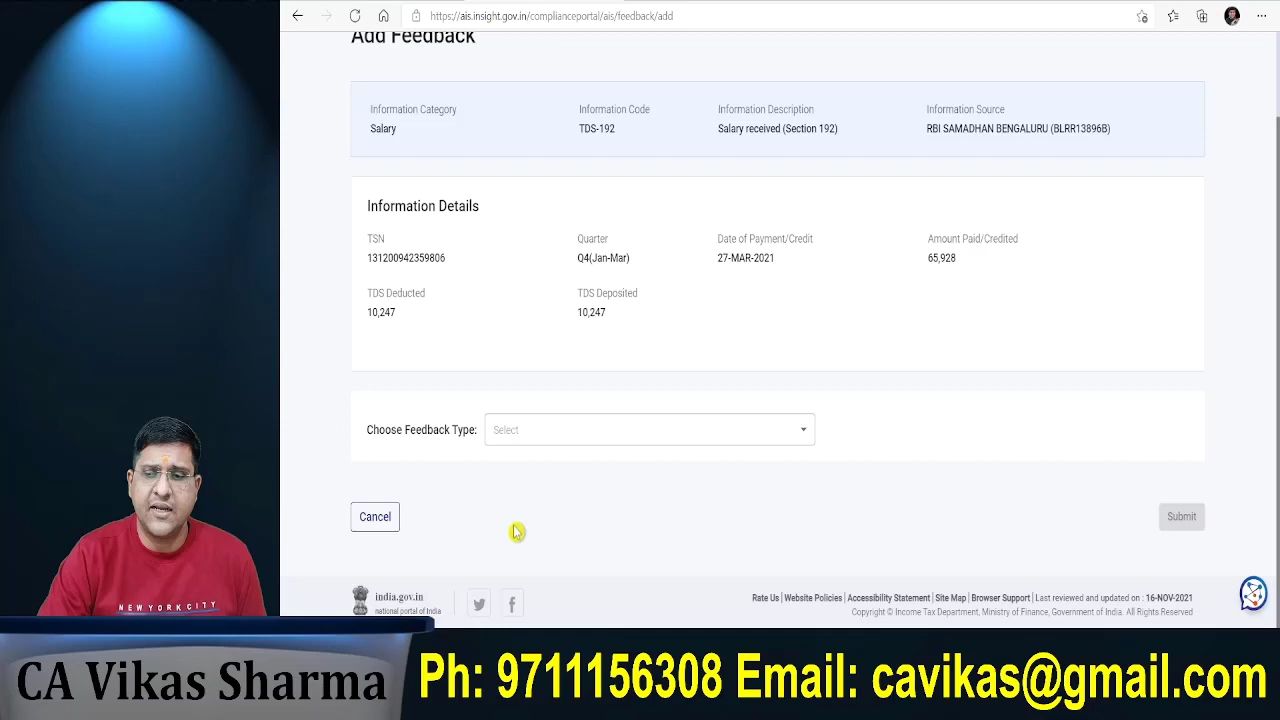 https://ais.insight.gov.in/complianceportal/ais/feedback/add
Add Feedback
Information Category
Information Code
Information Description
Information Source
Salary
TDS-192
Salary received (Section 192)
RBI SAMADHAN BENGALURU (BLRR13896B)
Information Details
TSN
Quarter
Date of Payment/Credit
Amount Paid/Credited
131200942359806
Q4(Jan-Mar)
27-MAR-2021
65,928
TDS Deducted
TDS Deposited
10,247
10,247
Choose Feedback Type:
Select
Cancel
Submit
india.gov.in
national portal of India
Rate Us | Website Policies | Accessibility Statement | Site Map | Browser Support | Last reviewed and updated on : 16-NOV-2021
Copyright © Income Tax Department, Ministry of Finance, Government of India. All Rights Reserved
NEWYORKCITY
CA Vikas Sharma
Ph: 9711156308 Email: cavikas@gmail.com